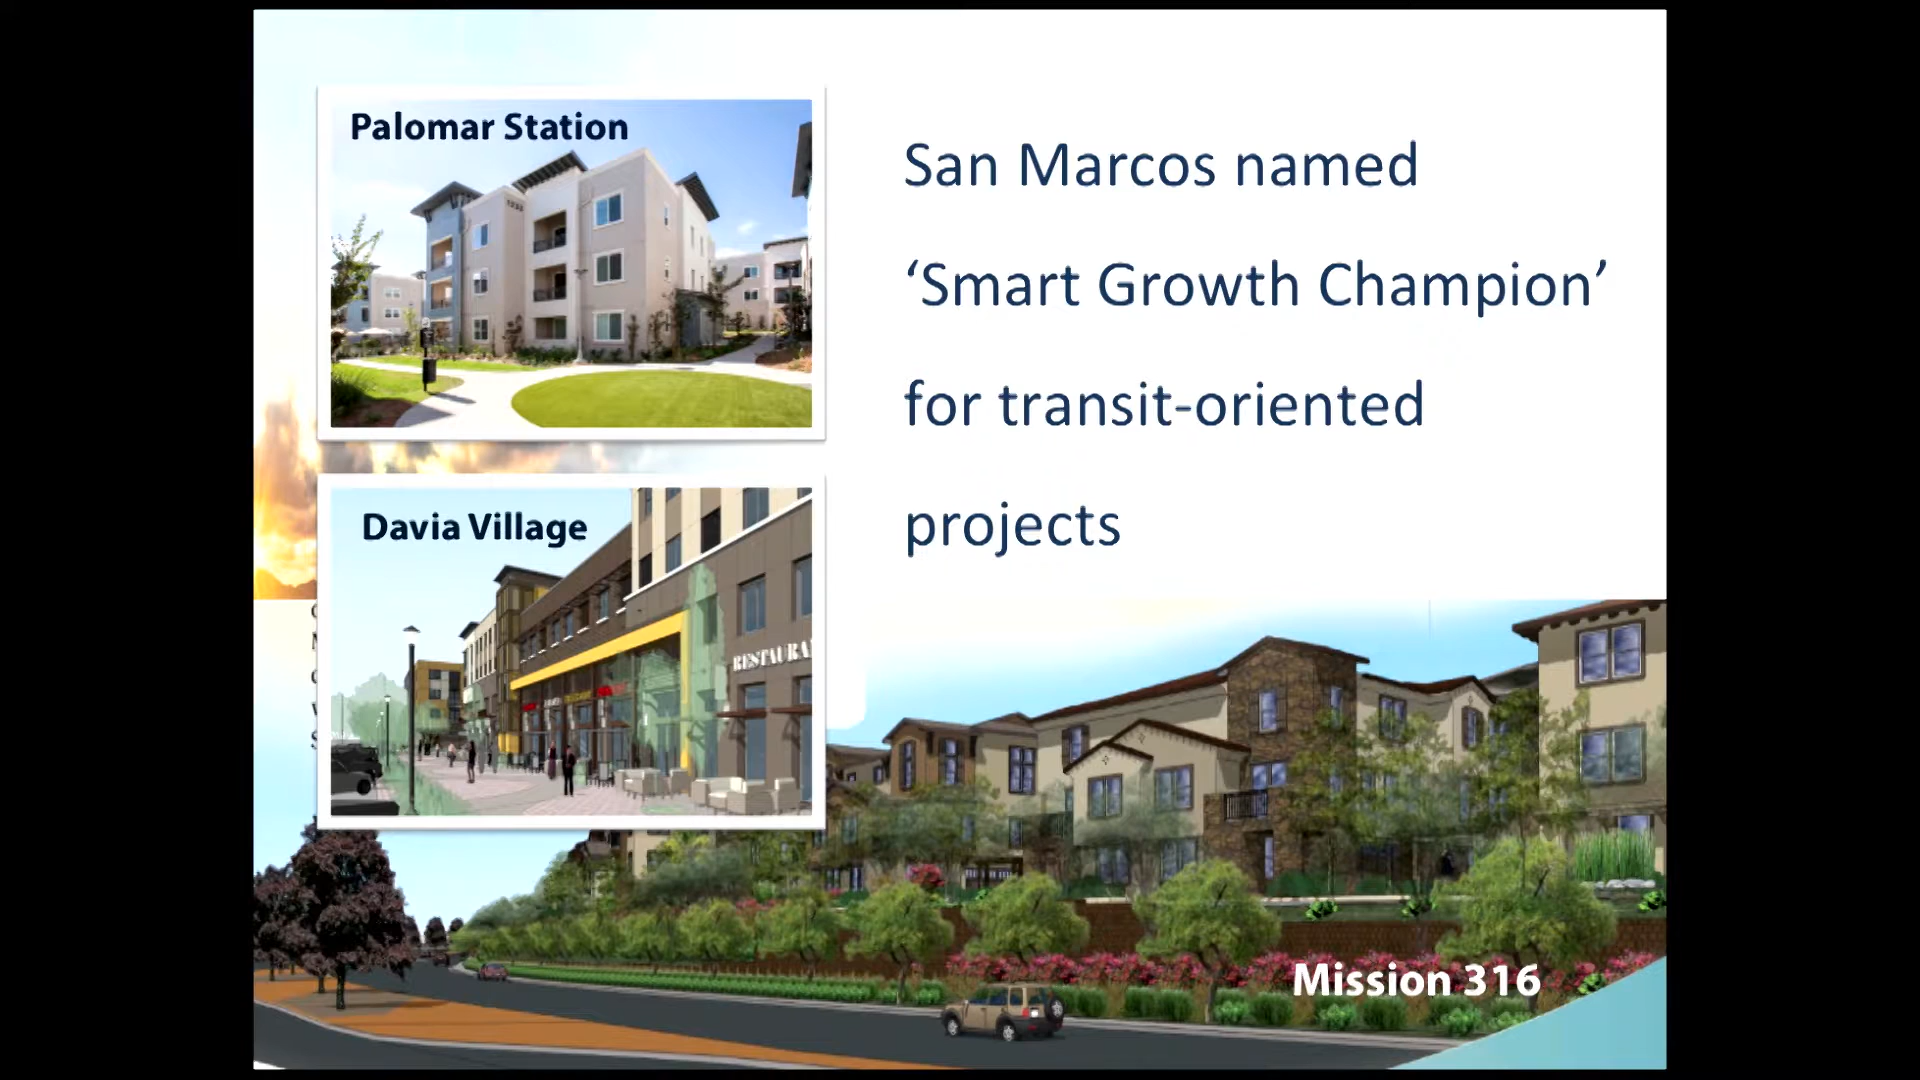 Palomar Station
San Marcos named
‘Smart Growth Champion’
for transit-oriented
projects
Davia Village
Mission 316